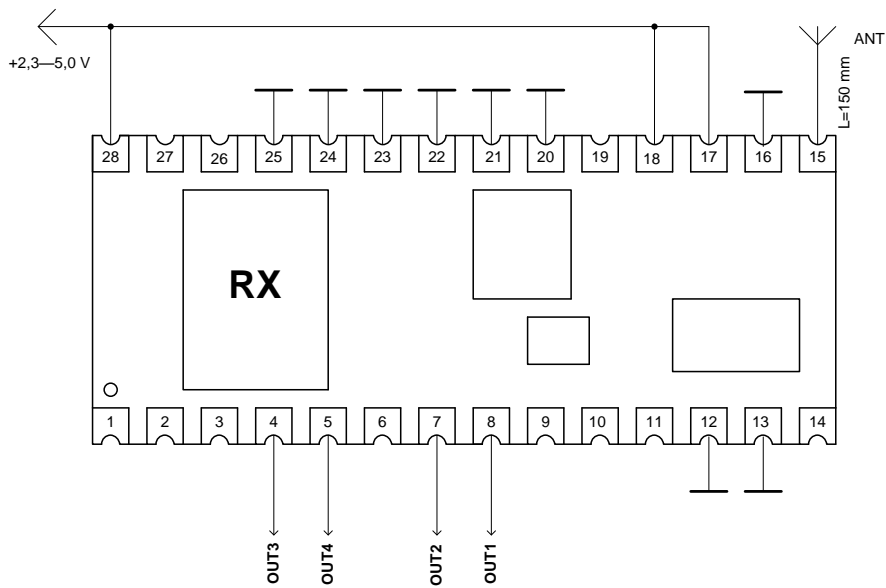 ANT
+2,3—5,0 V
L=150 mm
28 27 26 25 24 23 22 21 20 19 18 17 16 15
RX
1 2 3 4 5 6 7 8 9 10 11 12 13 14
OUT3 OUT4 OUT2 OUT1